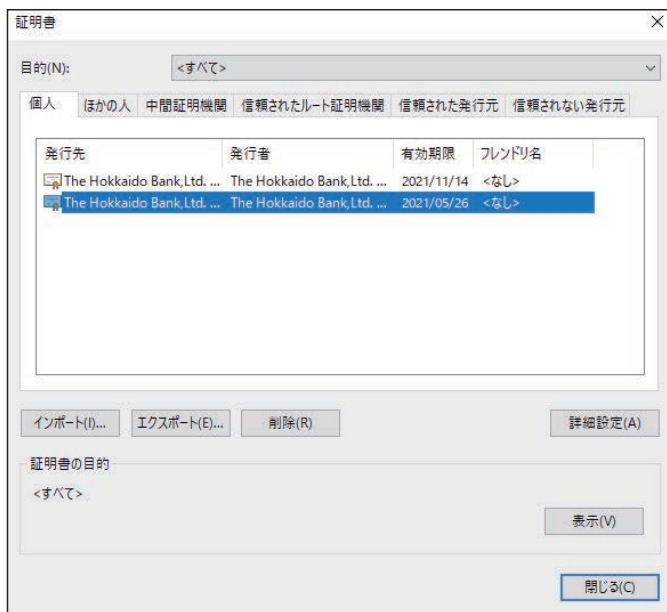 証明書
目的(N): <すべて>
個人 ほかの人 中間証明機関 信頼されたルート証明機関 信頼された発行元 信頼されない発行元
発行先 発行者 有効期限 フレンドリ名
The Hokkaido Bank,Ltd. ... The Hokkaido Bank,Ltd. ... 2021/11/14 <なし>
The Hokkaido Bank,Ltd. ... The Hokkaido Bank,Ltd. ... 2021/05/26 <なし>
インポート(I)... エクスポート(E)... 削除(R) 詳細設定(A)
証明書の目的
<すべて>
表示(V)
閉じる(C)